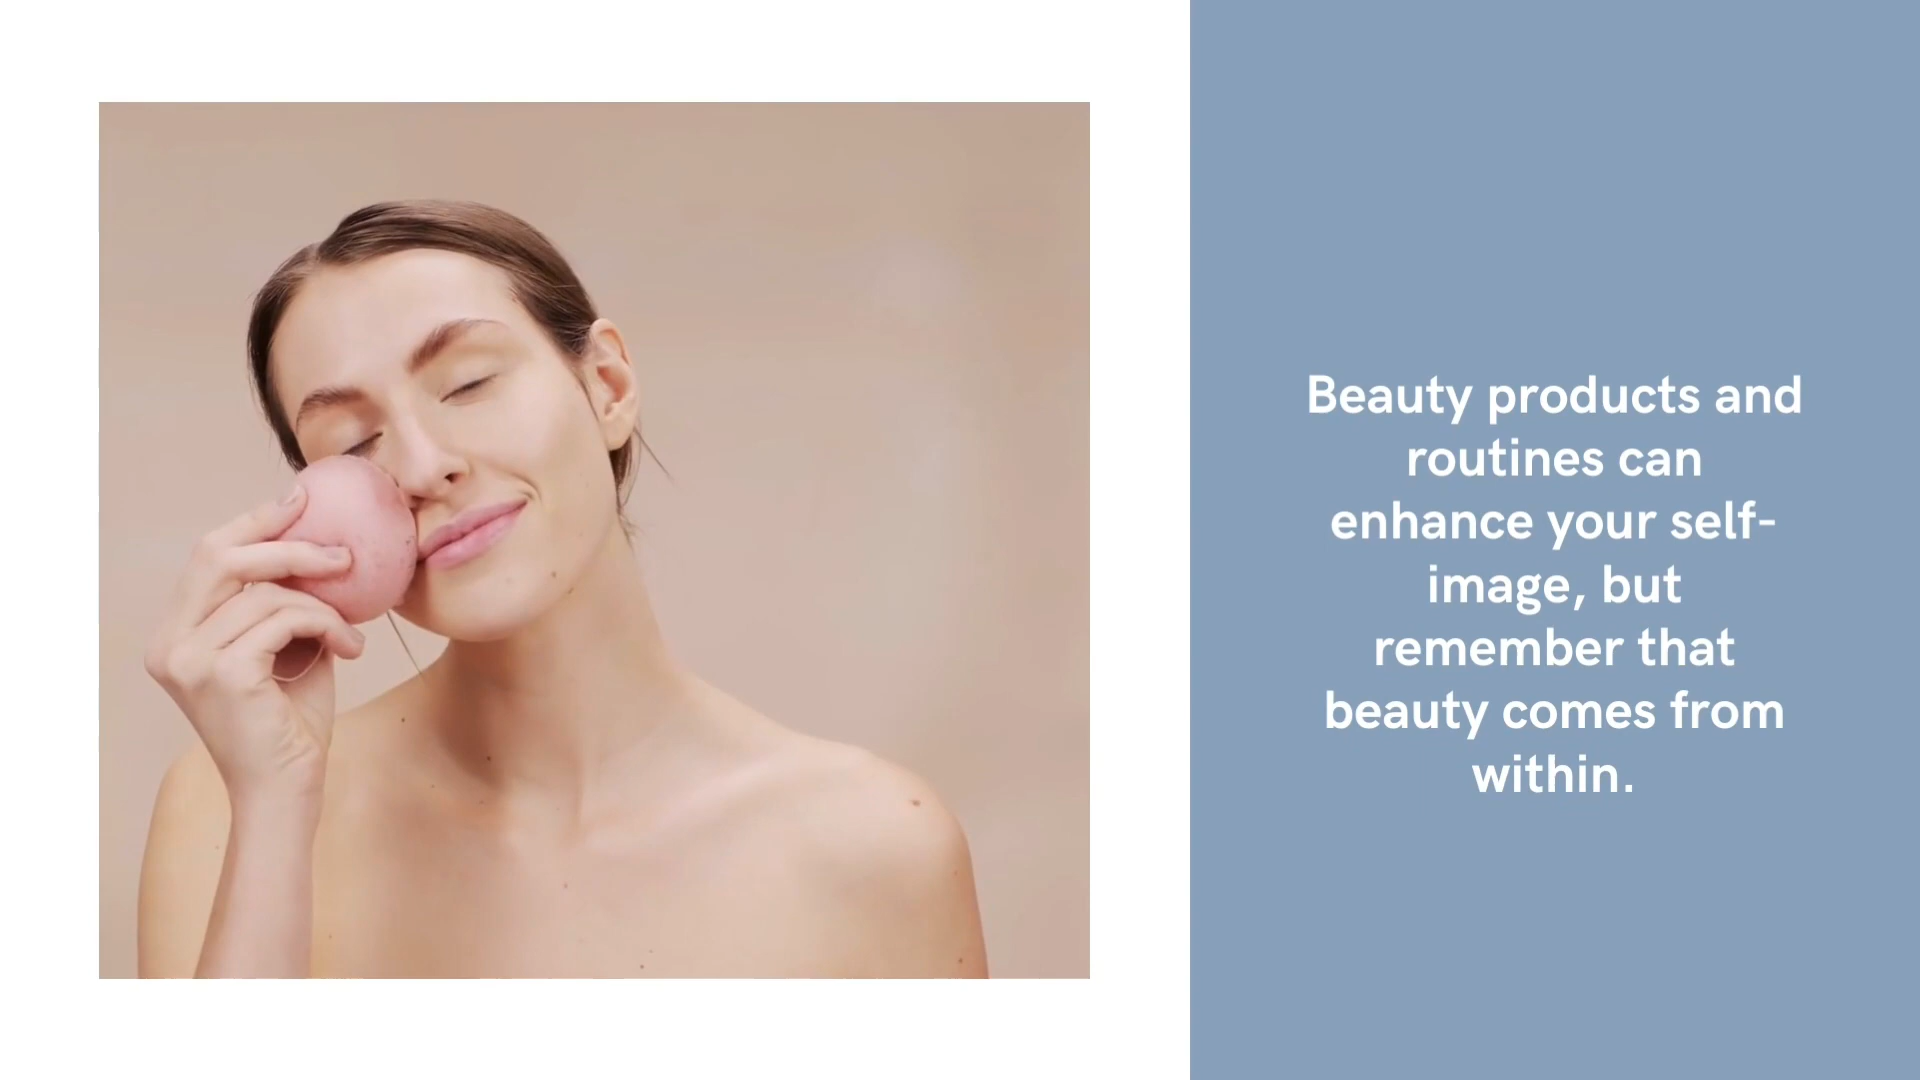 Beauty products and
routines can
enhance your self-
image, but
remember that
beauty comes from
within.